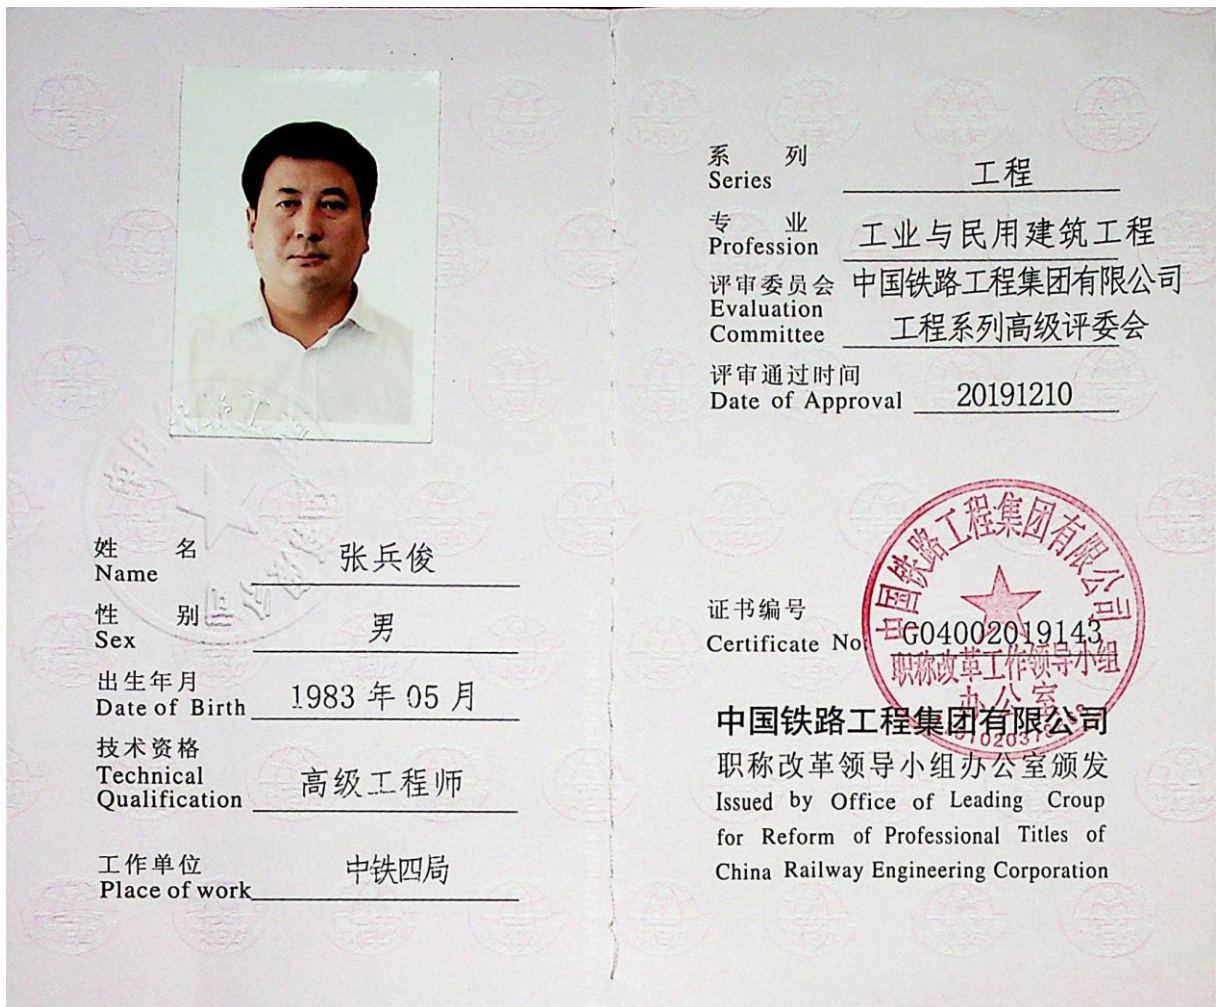 姓 名 张兵俊
Name
性 别 男
Sex
出生年月
Date of Birth 1983 年 05 月
技术资格
Technical
Qualification 高级工程师
工作单位 中铁四局
Place of work
系 列 工程
Series
专 业 工业与民用建筑工程
Profession
评审委员会 中国铁路工程集团有限公司
Evaluation
Committee 工程系列高级评委会
评审通过时间
Date of Approval 20191210
中国铁路工程集团有限公司
证书编号
Certificate No: G04002019143
职称改革工作领导小组
办公室
中国铁路工程集团有限公司
职称改革领导小组办公室颁发
Issued by Office of Leading Croup
for Reform of Professional Titles of
China Railway Engineering Corporation